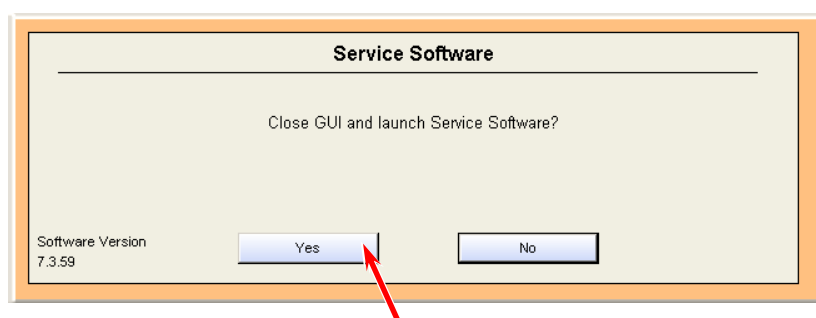 Service Software
Close GUI and launch Service Software?
Software Version
7.3.59
Yes
No